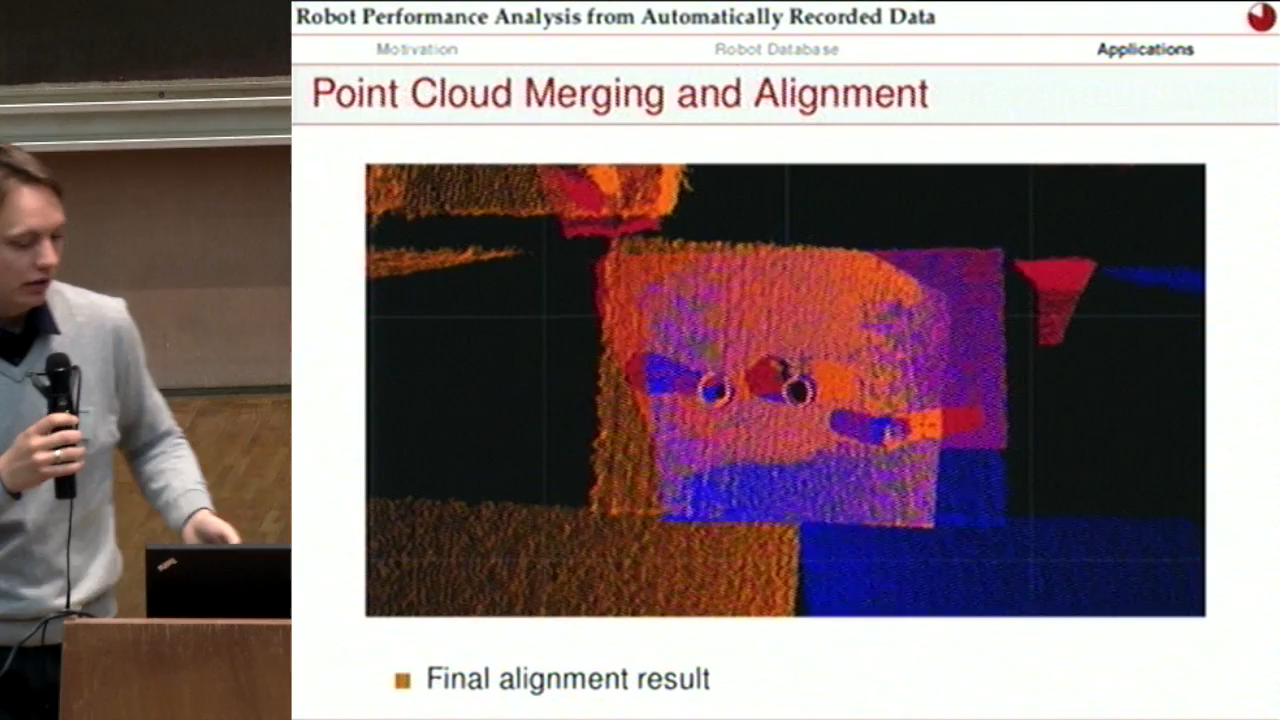 Robot Performance Analysis from Automatically Recorded Data
Motivation Robot Database Applications
Point Cloud Merging and Alignment
Final alignment result